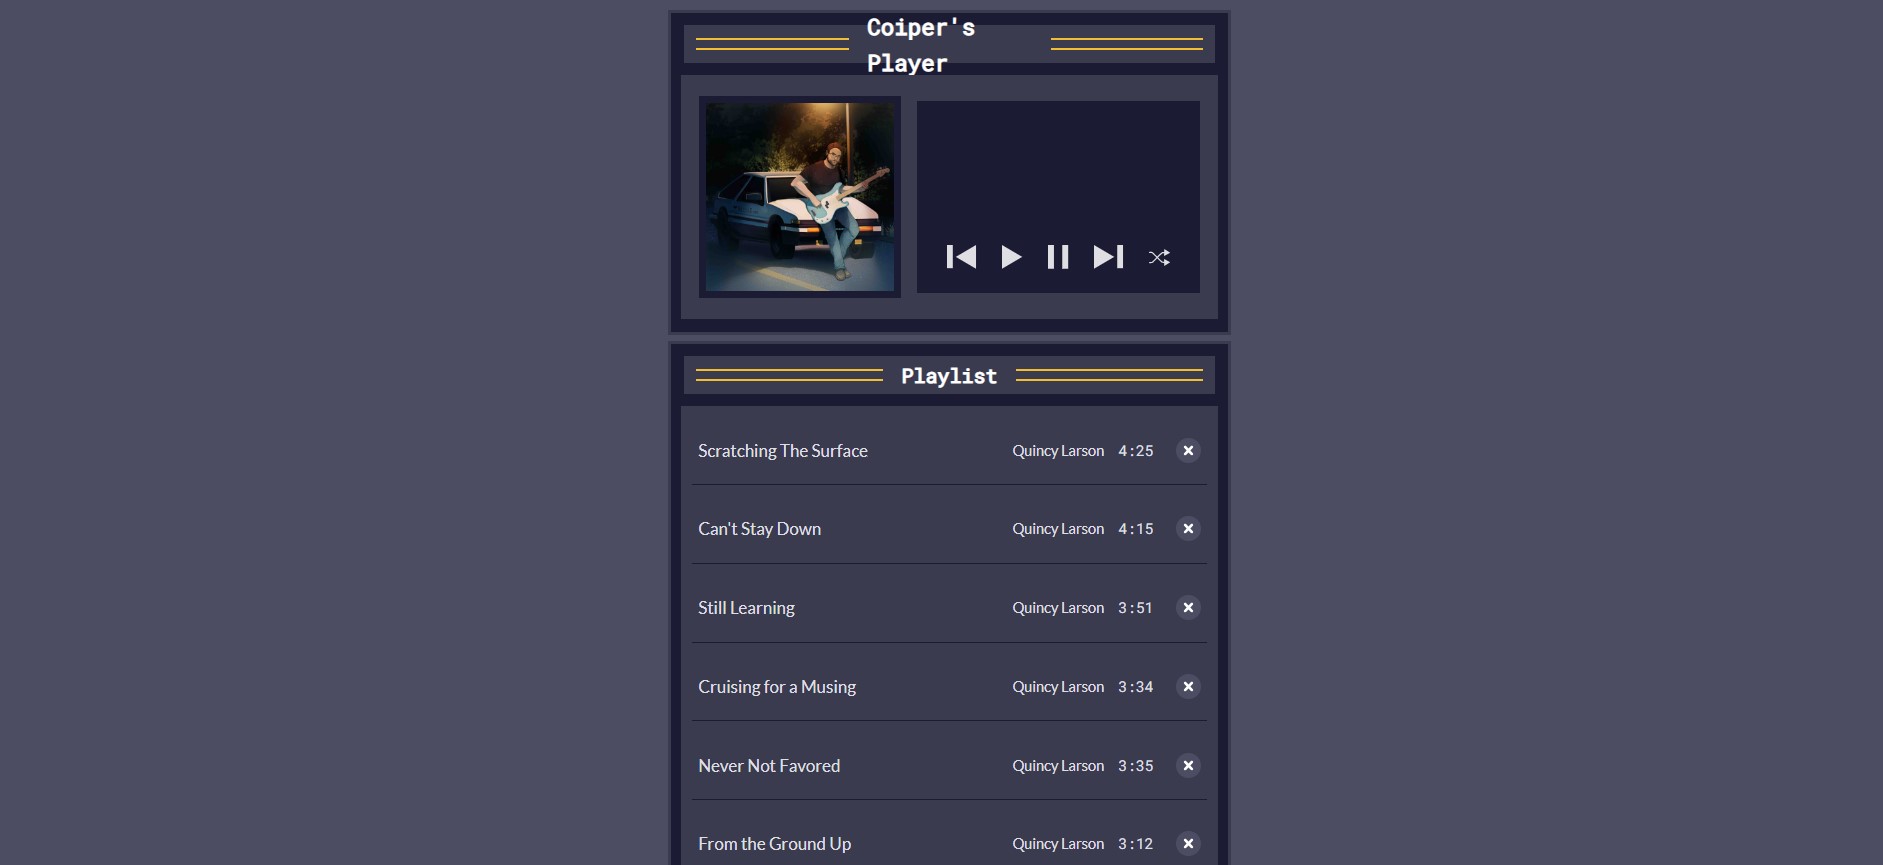 Coiper's
Player
Playlist
Scratching The Surface Quincy Larson 4:25
Can't Stay Down Quincy Larson 4:15
Still Learning Quincy Larson 3:51
Cruising for a Musing Quincy Larson 3:34
Never Not Favored Quincy Larson 3:35
From the Ground Up Quincy Larson 3:12